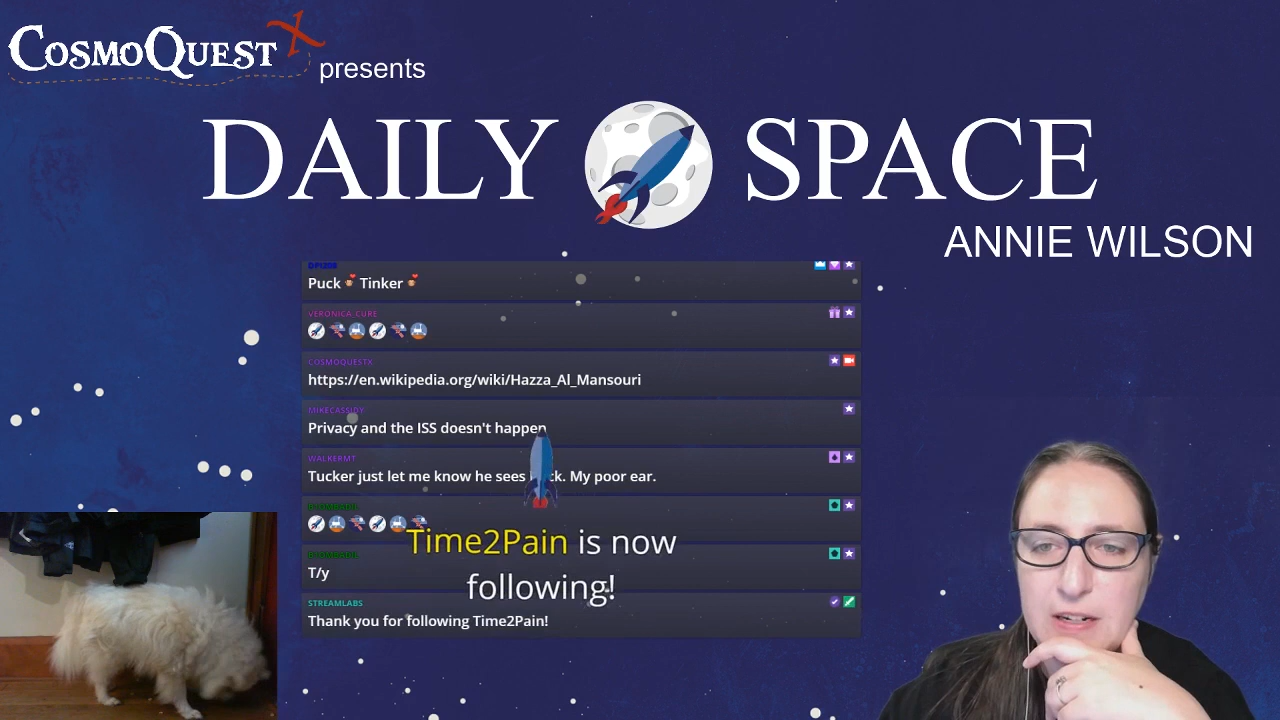 CosmoQuest X
presents
DAILY SPACE
ANNIE WILSON
DPI209
Puck Tinker
VERONICA_CURE
COSMOQUESTX
https://en.wikipedia.org/wiki/Hazza_Al_Mansouri
MIKECASSIDY
Privacy and the ISS doesn't happen
WALKERMT
Tucker just let me know he sees ck. My poor ear.
T/y
STREAMLABS
Thank you for following Time2Pain!
Time2Pain is now
following!